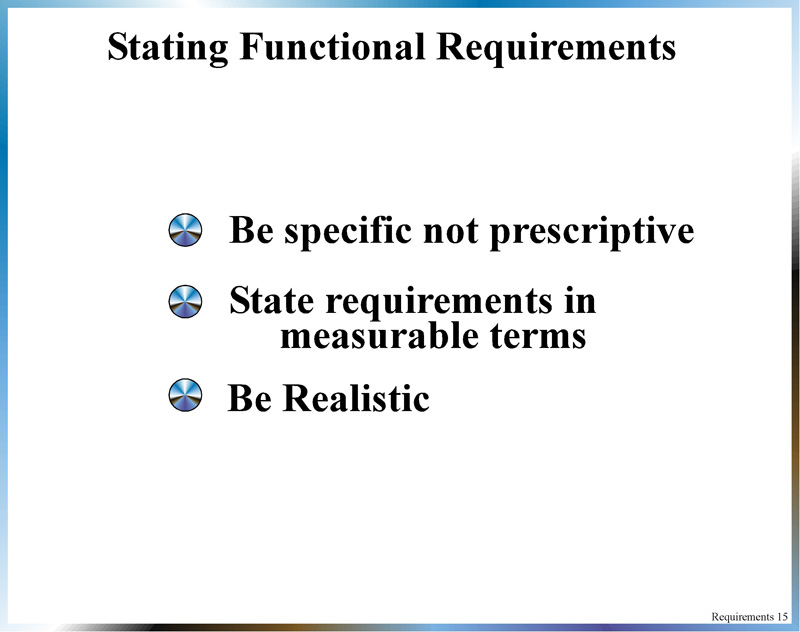 Stating Functional Requirements
Be specific not prescriptive
State requirements in
measurable terms
Be Realistic
Requirements 15